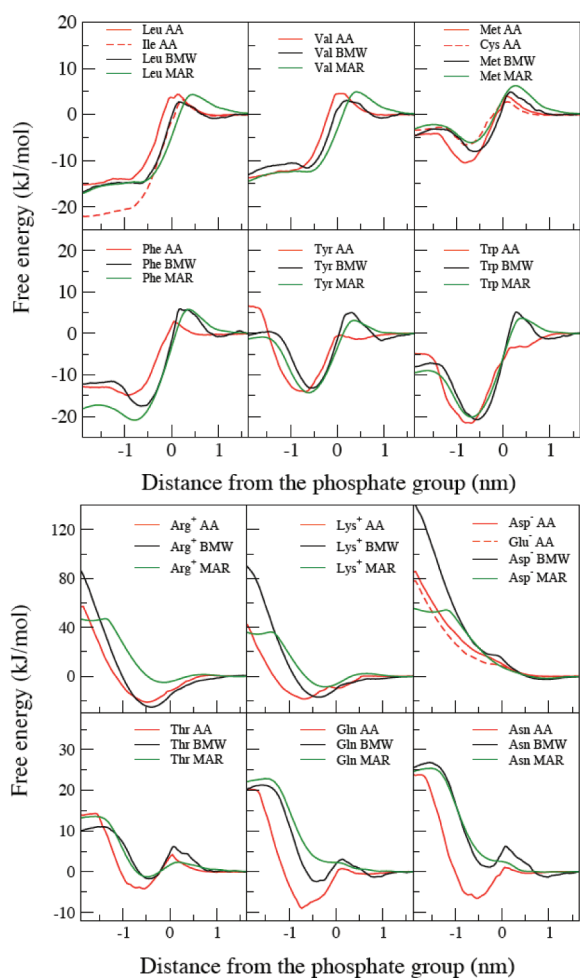 Leu AA
Ile AA
Leu BMW
Leu MAR
Val AA
Val BMW
Val MAR
Met AA
Cys AA
Met BMW
Met MAR
20
10
0
-10
-20
Free energy (kJ/mol)
Phe AA
Phe BMW
Phe MAR
Tyr AA
Tyr BMW
Tyr MAR
Trp AA
Trp BMW
Trp MAR
20
10
0
-10
-20
-1 0 1 -1 0 1 -1 0 1
Distance from the phosphate group (nm)
Arg+ AA
Arg+ BMW
Arg+ MAR
Lys+ AA
Lys+ BMW
Lys+ MAR
Asp- AA
Glu- AA
Asp- BMW
Asp- MAR
120
80
40
0
Free energy (kJ/mol)
Thr AA
Thr BMW
Thr MAR
Gln AA
Gln BMW
Gln MAR
Asn AA
Asn BMW
Asn MAR
30
20
10
0
-10
-1 0 1 -1 0 1 -1 0 1
Distance from the phosphate group (nm)